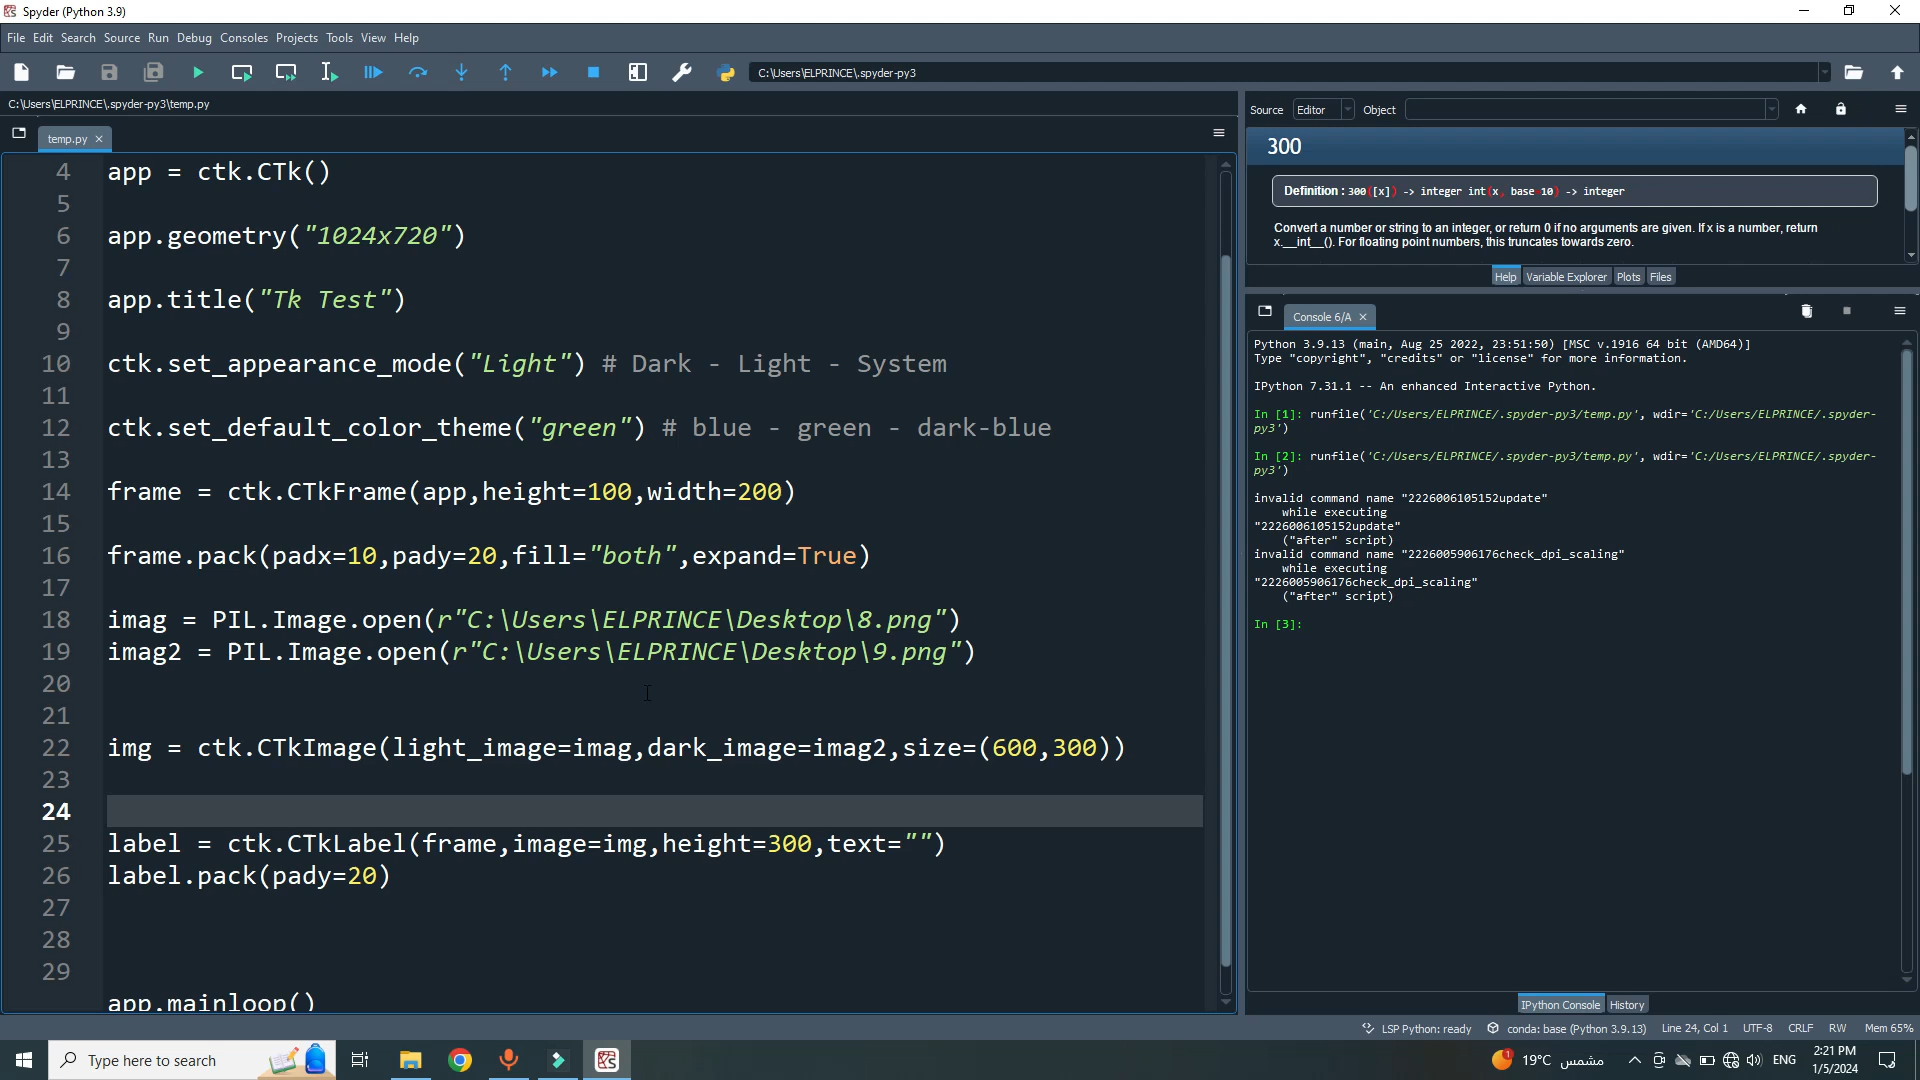 Spyder (Python 3.9)
File Edit Search Source Run Debug Consoles Projects Tools View Help
C:\Users\ELPRINCE\.spyder-py3
C:\Users\ELPRINCE\.spyder-py3\temp.py
temp.py
4 app = ctk.CTk()
5
6 app.geometry("1024x720")
7
8 app.title("Tk Test")
9
10 ctk.set_appearance_mode("Light") # Dark - Light - System
11
12 ctk.set_default_color_theme("green") # blue - green - dark-blue
13
14 frame = ctk.CTkFrame(app,height=100,width=200)
15
16 frame.pack(padx=10,pady=20,fill="both",expand=True)
17
18 imag = PIL.Image.open(r"C:\Users\ELPRINCE\Desktop\8.png")
19 imag2 = PIL.Image.open(r"C:\Users\ELPRINCE\Desktop\9.png")
20
21
22 img = ctk.CTkImage(light_image=imag,dark_image=imag2,size=(600,300))
23
24
25 label = ctk.CTkLabel(frame,image=img,height=300,text="")
26 label.pack(pady=20)
27
28
29
app.mainloop()
Source Editor Object
300
Definition : 300([x]) -> integer int(x, base=10) -> integer
Convert a number or string to an integer, or return 0 if no arguments are given. If x is a number, return
x.__int__(). For floating point numbers, this truncates towards zero.
Help Variable Explorer Plots Files
Console 6/A
Python 3.9.13 (main, Aug 25 2022, 23:51:50) [MSC v.1916 64 bit (AMD64)]
Type "copyright", "credits" or "license" for more information.
IPython 7.31.1 -- An enhanced Interactive Python.
In [1]: runfile('C:/Users/ELPRINCE/.spyder-py3/temp.py', wdir='C:/Users/ELPRINCE/.spyder-
py3')
In [2]: runfile('C:/Users/ELPRINCE/.spyder-py3/temp.py', wdir='C:/Users/ELPRINCE/.spyder-
py3')
invalid command name "2226006105152update"
while executing
"2226006105152update"
("after" script)
invalid command name "2226005906176check_dpi_scaling"
while executing
"2226005906176check_dpi_scaling"
("after" script)
In [3]:
IPython Console History
LSP Python: ready conda: base (Python 3.9.13) Line 24, Col 1 UTF-8 CRLF RW Mem 65%
Type here to search
1 19°C مشمس ENG
2:21 PM
1/5/2024